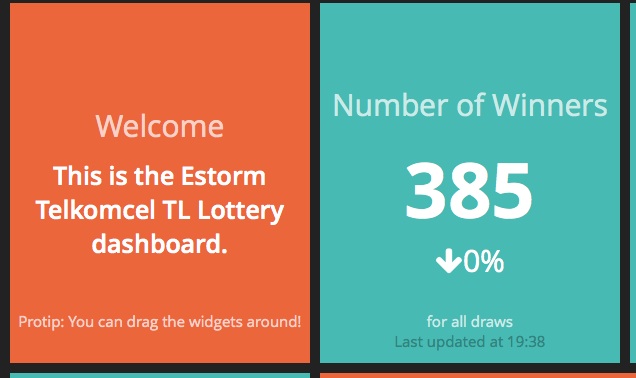 Welcome
This is the Estorm
Telkomcel TL Lottery
dashboard.
Protip: You can drag the widgets around!
Number of Winners
385
0%
for all draws
Last updated at 19:38